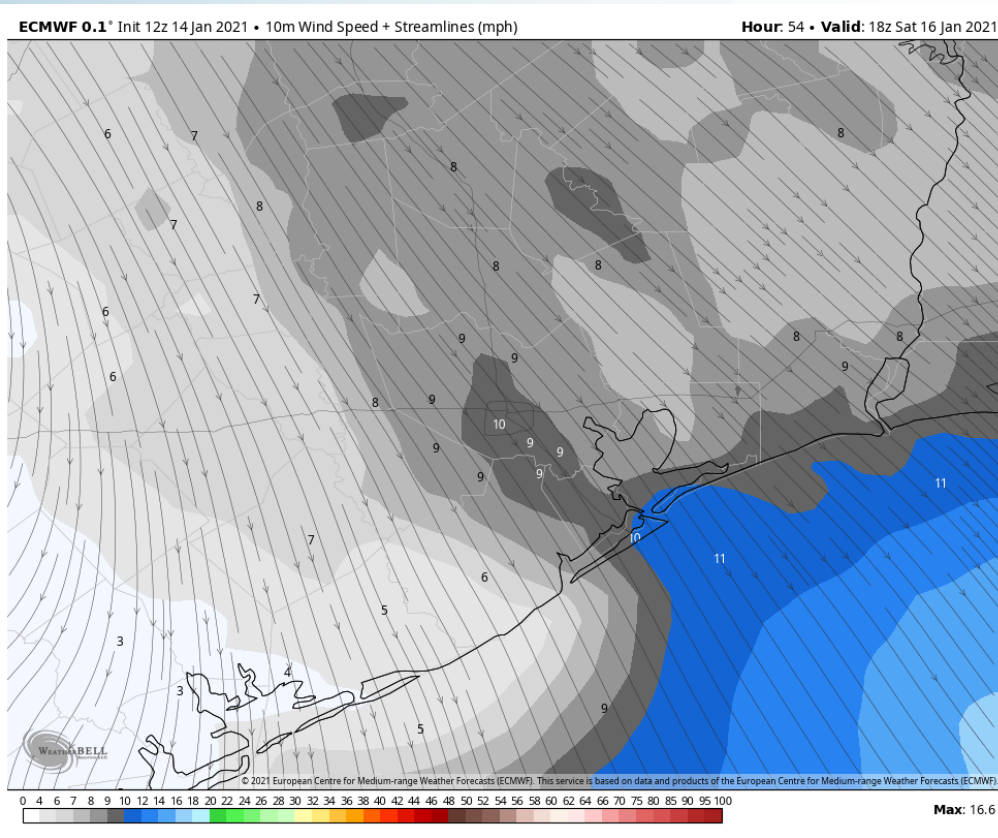 ECMWF 0.1° Init 12z 14 Jan 2021 • 10m Wind Speed + Streamlines (mph) Hour: 54 • Valid: 18z Sat 16 Jan 2021
6 7 8 8
7 8
8 8
6 7
9 8 8
9 9
6
8 9
10
9 9 9
9 9
11
10
7 11
6
5
3
4
3
9
5
WEATHERBELL
© 2021 European Centre for Medium-range Weather Forecasts (ECMWF). This service is based on data and products of the European Centre for Medium-range Weather Forecasts (ECMWF).
0 4 6 7 8 9 10 12 14 16 18 20 22 24 26 28 30 32 34 36 38 40 42 44 46 48 50 52 54 56 58 60 62 64 66 70 75 80 85 90 95 100
Max: 16.6